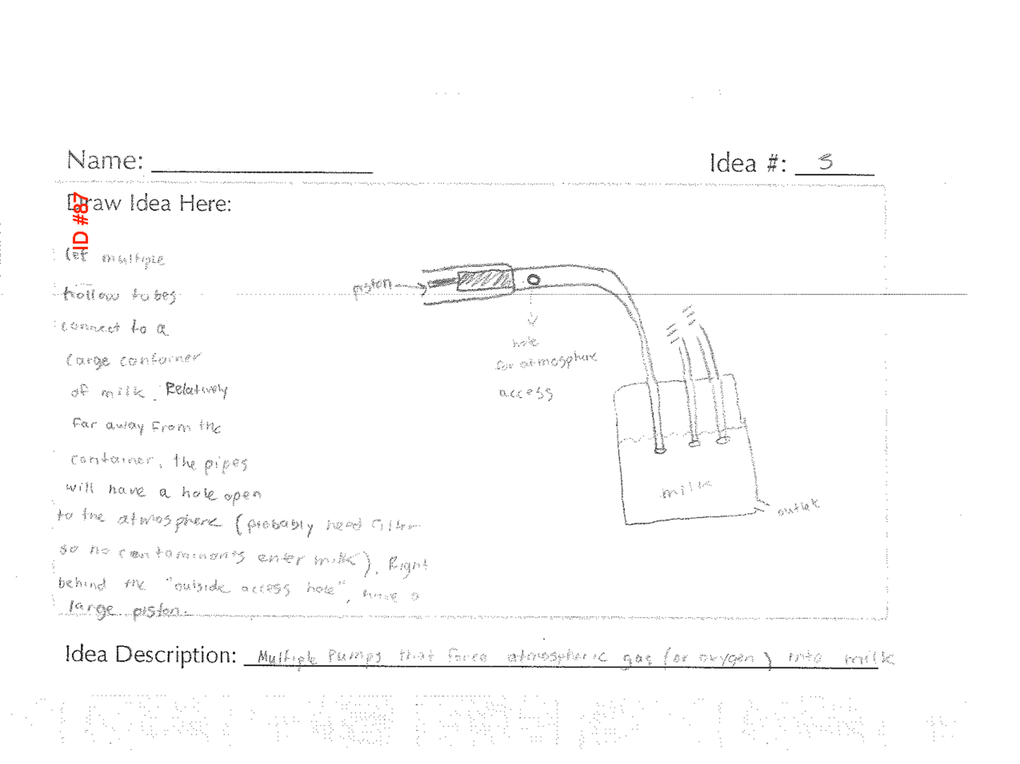 Name:
Idea #: 3
ID #87
Draw Idea Here:
Let multiple
hollow tubes
connect to a
large container
of milk. Relatively
far away from the
container, the pipes
will have a hole open
to the atmosphere (probably need filter
so no contaminants enter milk). Right
behind the "outside access hole", have a
large piston.
piston
hole
for atmosphere
access
milk
outlet
Idea Description: Multiple Pumps that force atmospheric gas (or oxygen) into milk